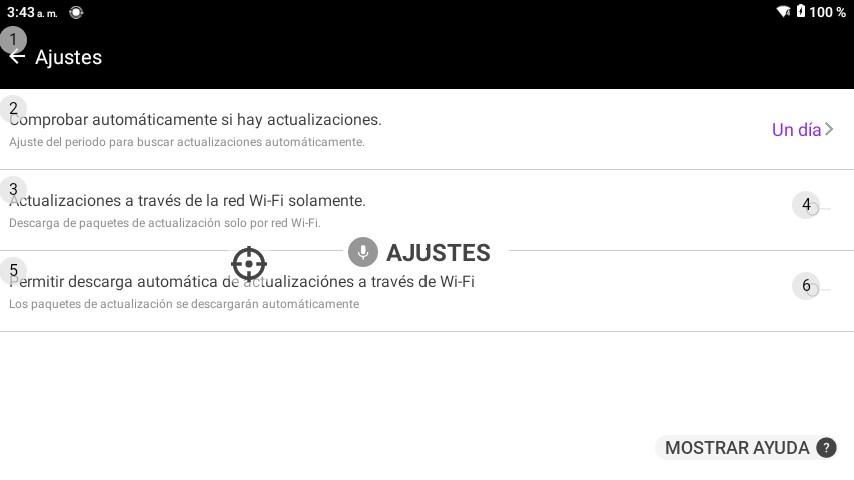 3:43 a. m.
100 %
1
Ajustes
2
Comprobar automáticamente si hay actualizaciones.
Ajuste del periodo para buscar actualizaciones automáticamente.
Un día
3
Actualizaciones a través de la red Wi-Fi solamente.
Descarga de paquetes de actualización solo por red Wi-Fi.
4
AJUSTES
5
Permitir descarga automática de actualizaciónes a través de Wi-Fi
Los paquetes de actualización se descargarán automáticamente
6
MOSTRAR AYUDA ?